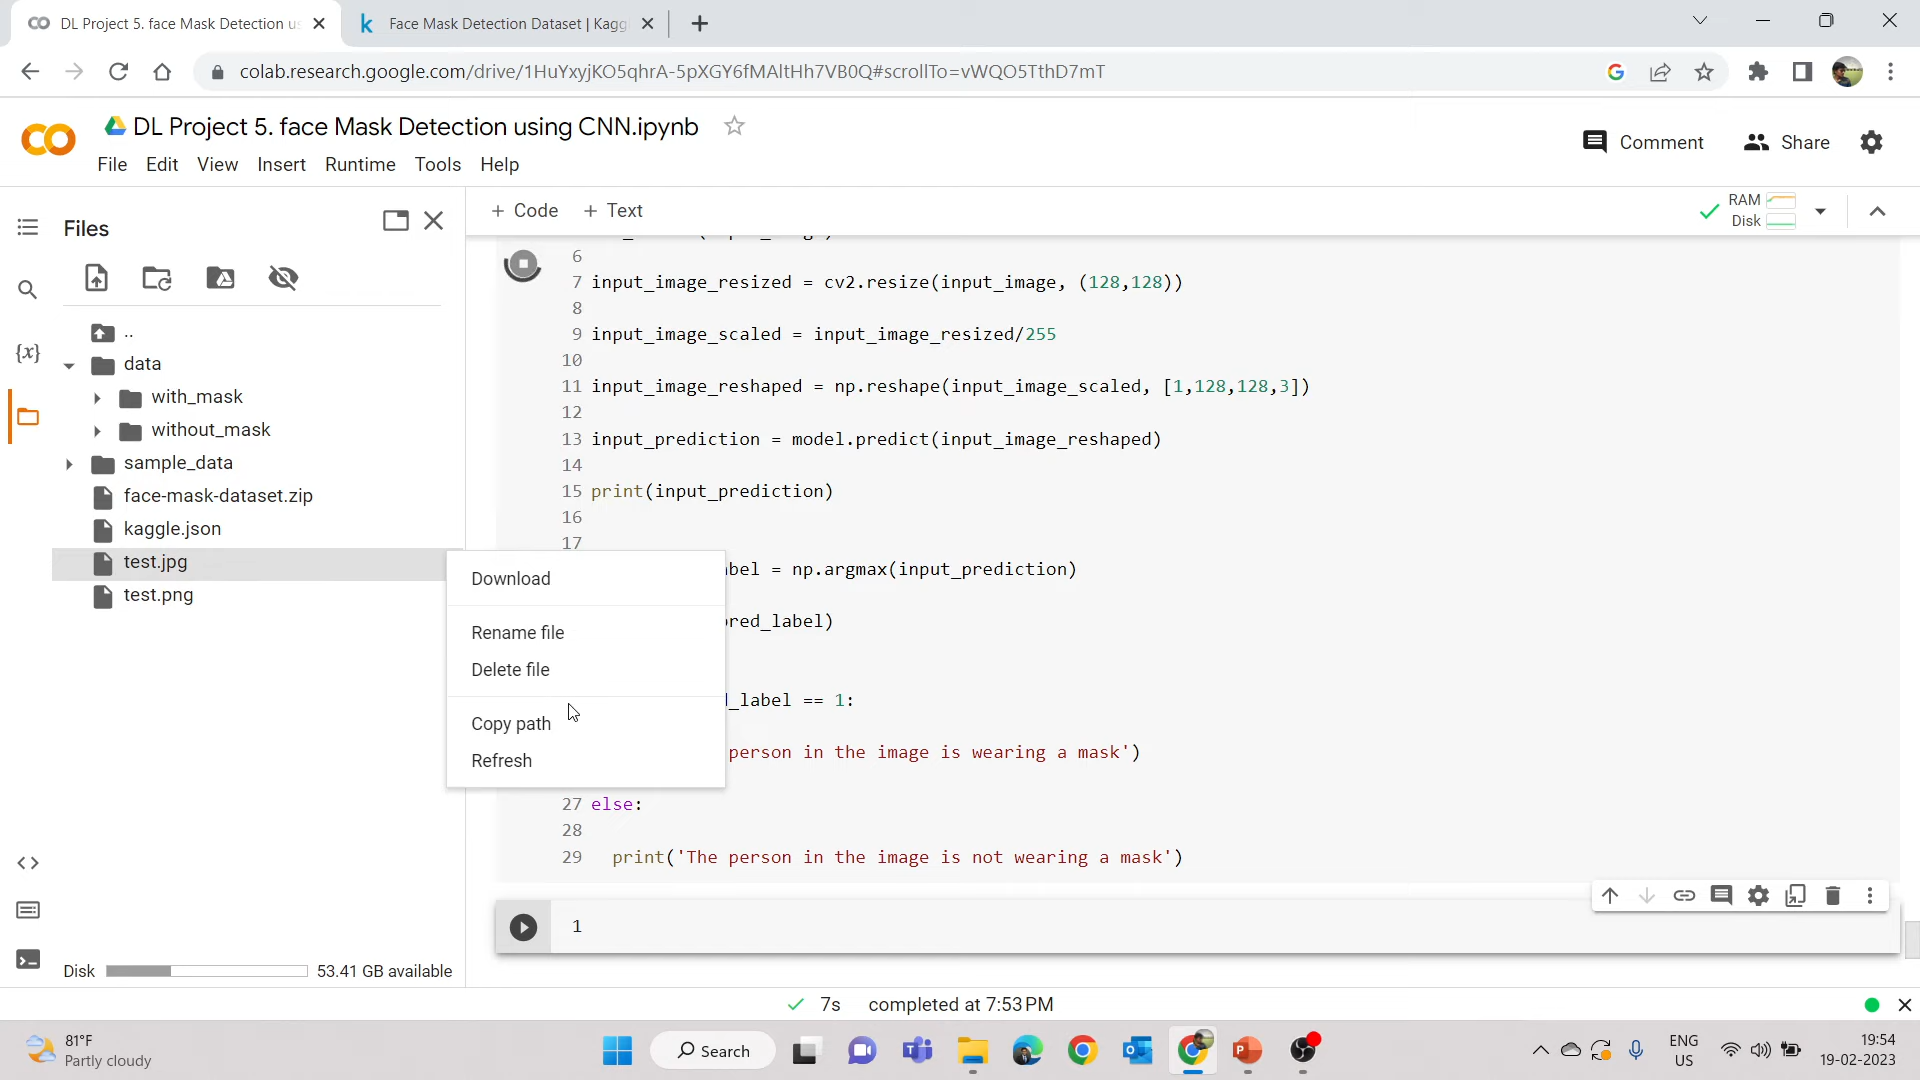 DL Project 5. face Mask Detection us
Face Mask Detection Dataset | Kagg
colab.research.google.com/drive/1HuYxyjKO5qhrA-5pXGY6fMAltHh7VB0Q#scrollTo=vWQO5TthD7mT
DL Project 5. face Mask Detection using CNN.ipynb
Comment
Share
File Edit View Insert Runtime Tools Help
Files
+ Code + Text
RAM
Disk
..
data
with_mask
without_mask
sample_data
face-mask-dataset.zip
kaggle.json
test.jpg
test.png
Disk 53.41 GB available
6
7 input_image_resized = cv2.resize(input_image, (128,128))
8
9 input_image_scaled = input_image_resized/255
10
11 input_image_reshaped = np.reshape(input_image_scaled, [1,128,128,3])
12
13 input_prediction = model.predict(input_image_reshaped)
14
15 print(input_prediction)
16
17
bel = np.argmax(input_prediction)
pred_label)
_label == 1:
person in the image is wearing a mask')
27 else:
28
29 print('The person in the image is not wearing a mask')
Download
Rename file
Delete file
Copy path
Refresh
1
7s completed at 7:53 PM
81°F
Partly cloudy
Search
ENG
US
19:54
19-02-2023